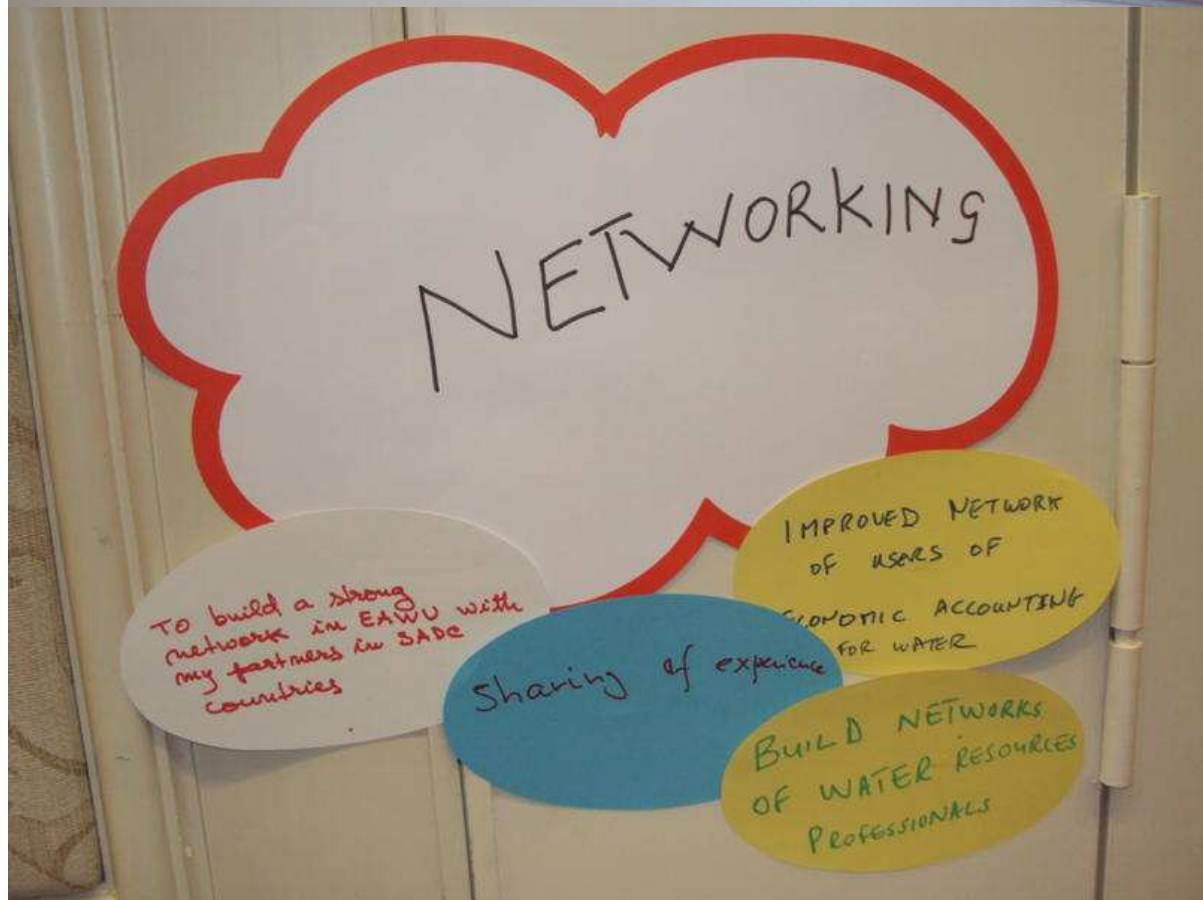 NETWORKING
TO build a strong
network in EAWU with
my partners in SADC
countries
Sharing of experience
IMPROVED NETWORK
OF USERS OF
ECONOMIC ACCOUNTING
FOR WATER
BUILD NETWORKS
OF WATER RESOURCES
PROFESSIONALS